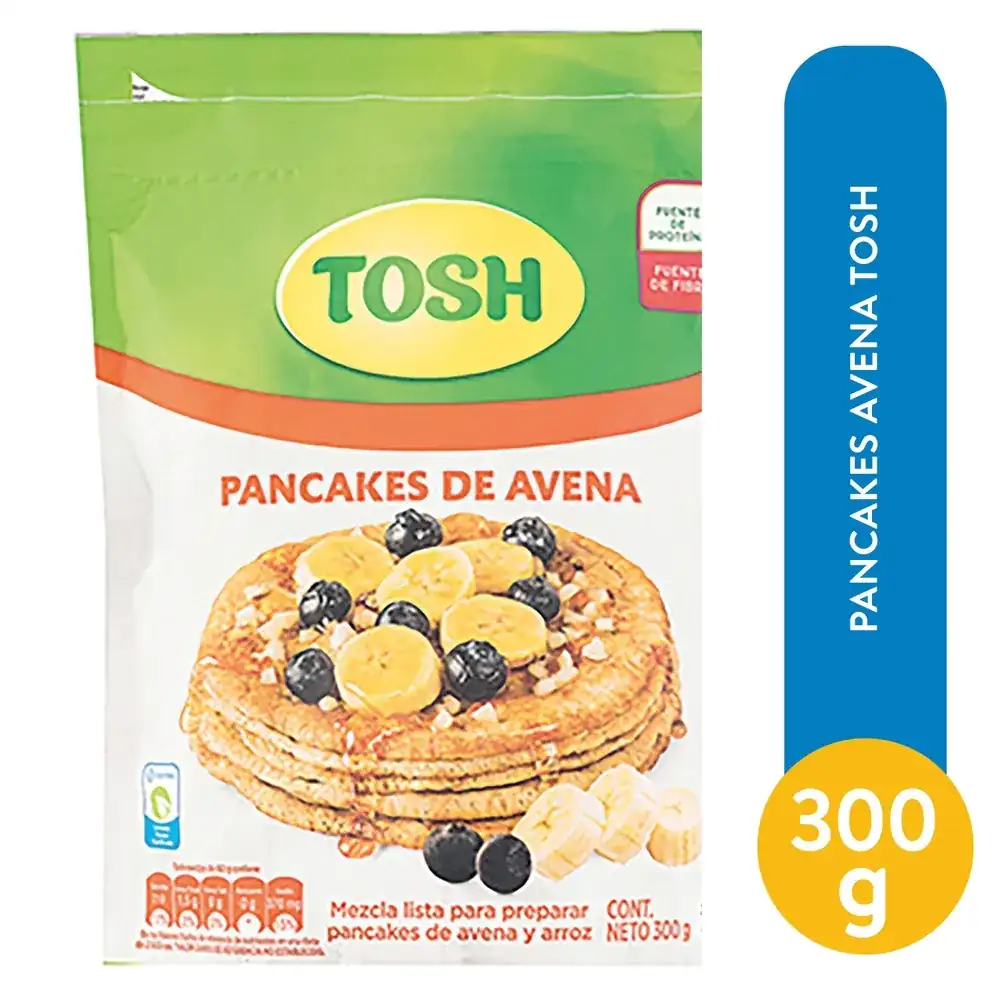 TOSH
FUENTE
DE
PROTEÍN
FUENTE
DE FIBR
PANCAKES DE AVENA
Mezcla lista para preparar
pancakes de avena y arroz
CONT.
NETO 300 g
PANCAKES AVENA TOSH
300
g